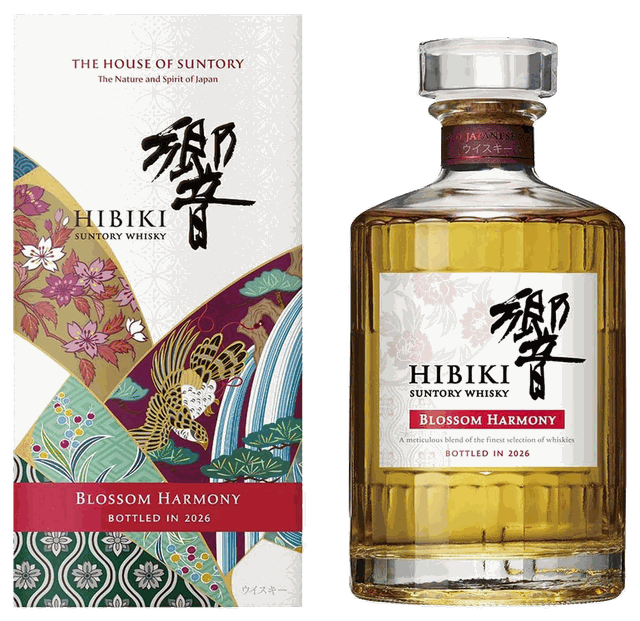 THE HOUSE OF SUNTORY
The Nature and Spirit of Japan
響
HIBIKI
SUNTORY WHISKY
BLOSSOM HARMONY
BOTTLED IN 2026
ウイスキー
JAPANESE
ウイスキー
響
HIBIKI
SUNTORY WHISKY
BLOSSOM HARMONY
A meticulous blend of the finest selection of whiskies
BOTTLED IN 2026